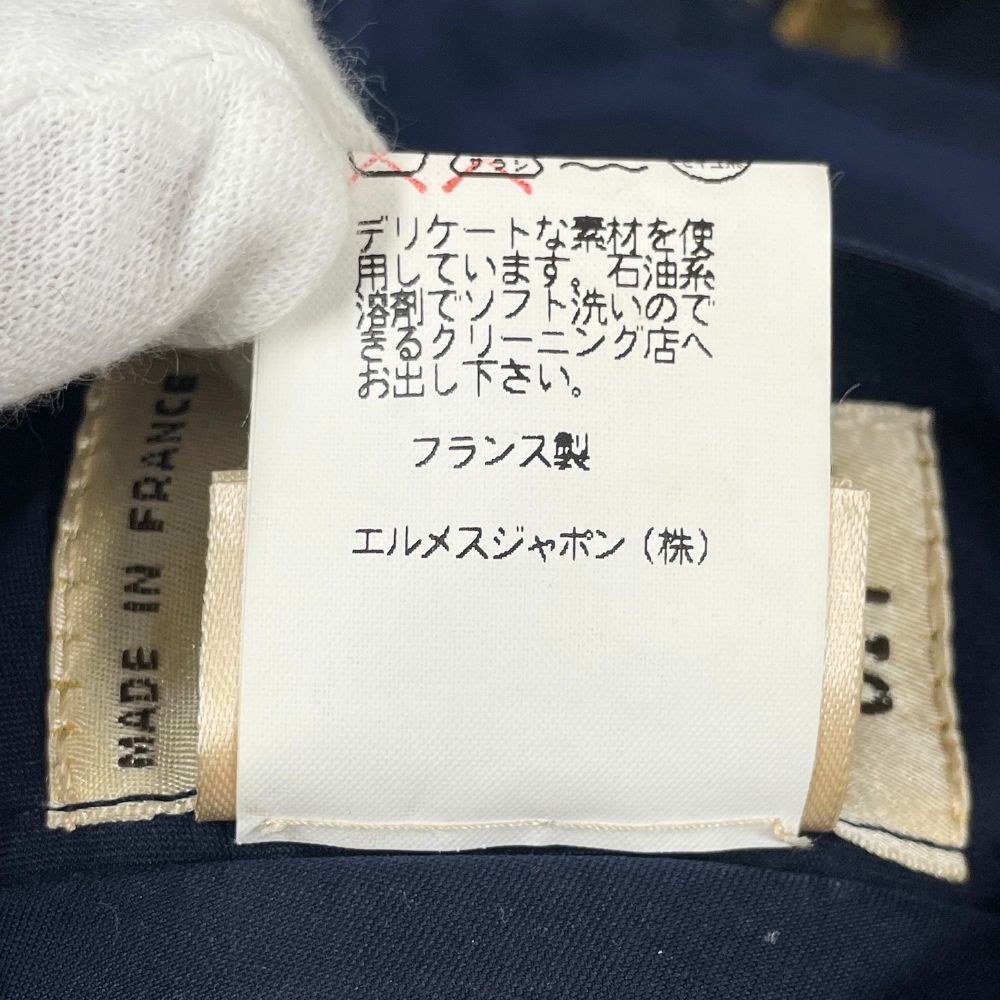 サラシ
デリケートな素材を使
用しています。石油系
溶剤でソフト洗いので
きるクリーニング店へ
お出し下さい。
フランス製
エルメスジャポン(株)
MADE IN FRANCE